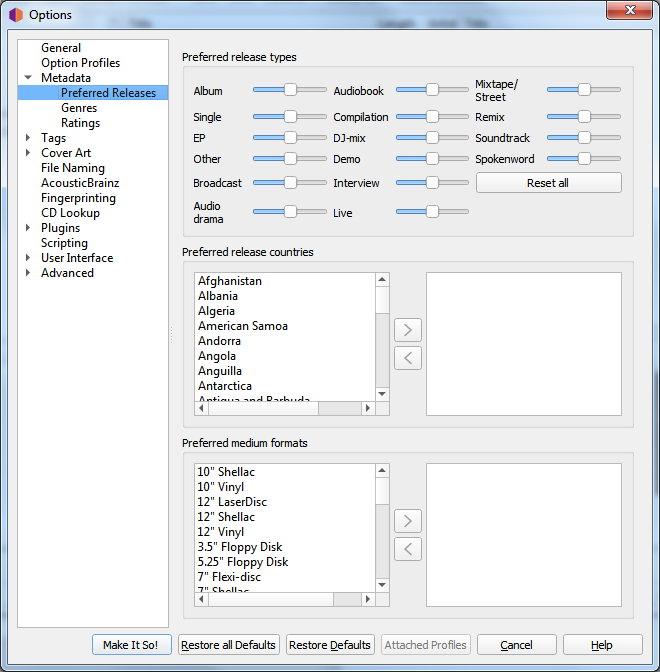 Options
General
Option Profiles
Metadata
Preferred Releases
Genres
Ratings
Tags
Cover Art
File Naming
AcousticBrainz
Fingerprinting
CD Lookup
Plugins
Scripting
User Interface
Advanced
Preferred release types
Album
Audiobook
Mixtape/
Street
Single
Compilation
Remix
EP
DJ-mix
Soundtrack
Other
Demo
Spokenword
Broadcast
Interview
Reset all
Audio
drama
Live
Preferred release countries
Afghanistan
Albania
Algeria
American Samoa
Andorra
Angola
Anguilla
Antarctica
Antigua and Barbuda
Preferred medium formats
10" Shellac
10" Vinyl
12" LaserDisc
12" Shellac
12" Vinyl
3.5" Floppy Disk
5.25" Floppy Disk
7" Flexi-disc
7" Shellac
Make It So!
Restore all Defaults
Restore Defaults
Attached Profiles
Cancel
Help